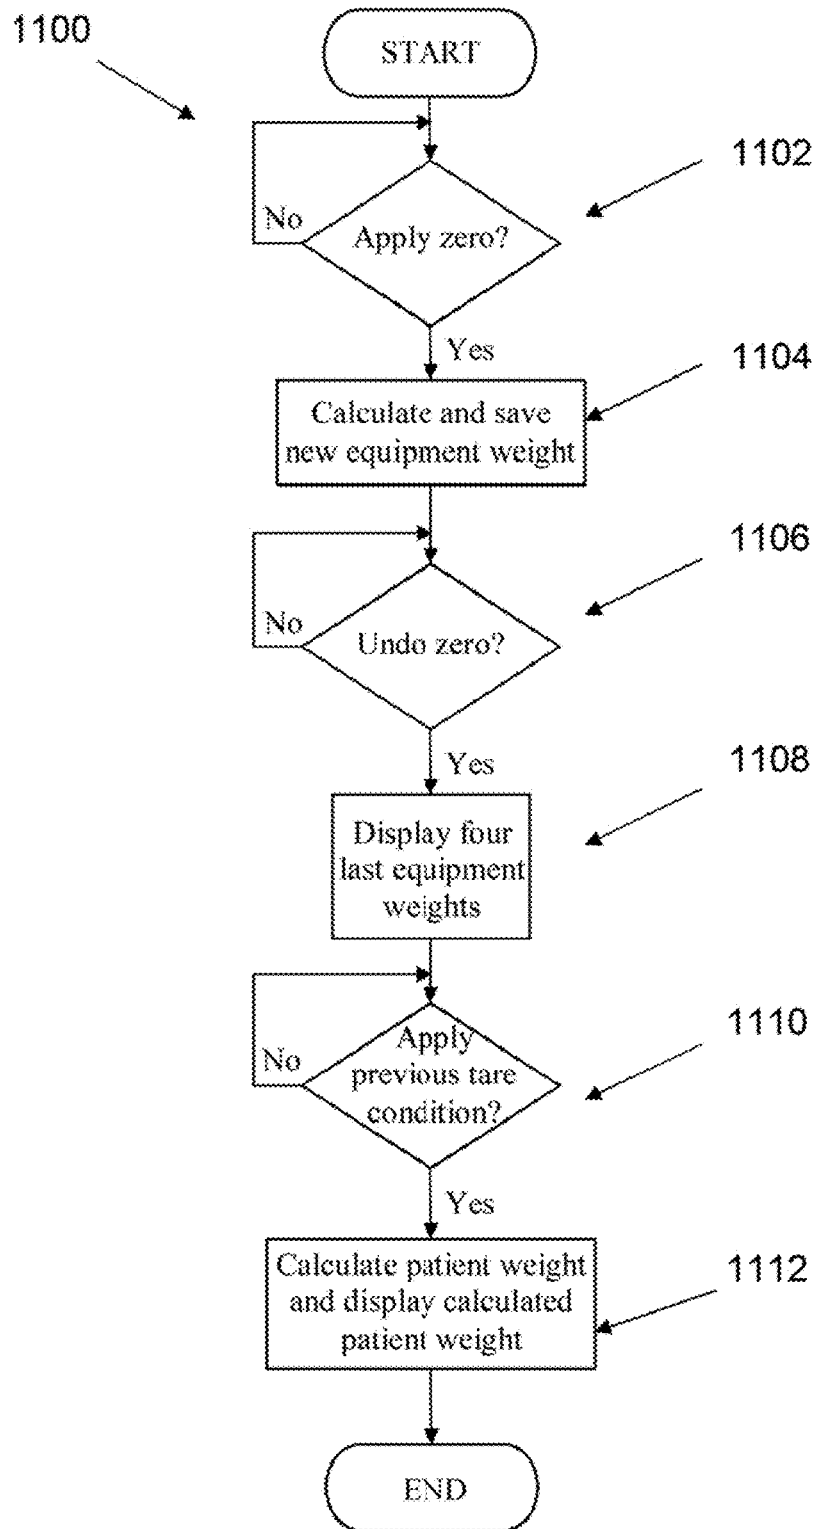 1100
START
1102
No
Apply zero?
Yes
1104
Calculate and save
new equipment weight
1106
No
Undo zero?
Yes
1108
Display four
last equipment
weights
1110
No
Apply
previous tare
condition?
Yes
1112
Calculate patient weight
and display calculated
patient weight
END